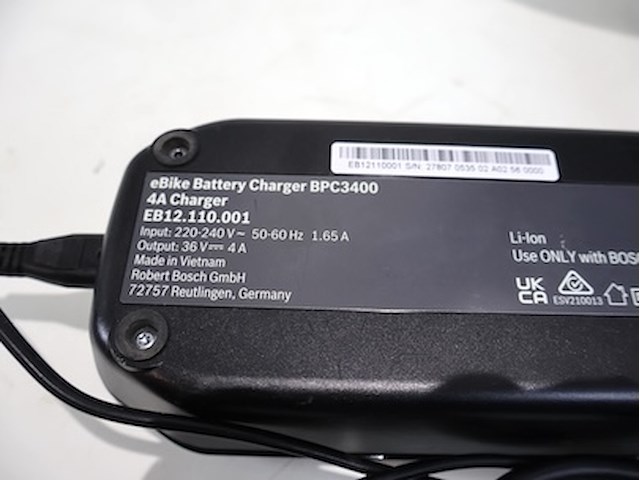 EB12110001 S/N 27807 0535 02 A02 56 0000
eBike Battery Charger BPC3400
4A Charger
EB12.110.001
Input: 220-240 V~ 50-60 Hz 1.65 A
Output: 36 V⎓ 4 A
Made in Vietnam
Robert Bosch GmbH
72757 Reutlingen, Germany
Li-Ion
Use ONLY with BOSC
UK
CA
ESV210013